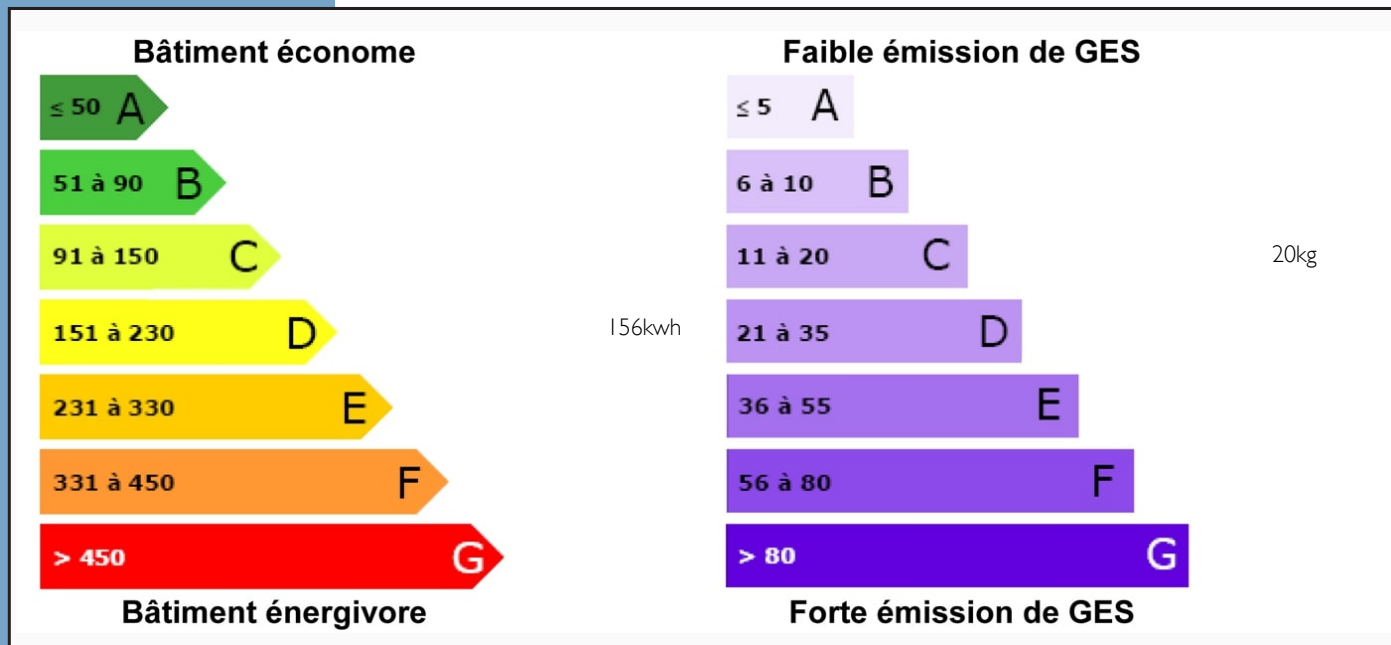 Bâtiment économe
≤ 50 A
51 à 90 B
91 à 150 C
151 à 230 D
156kwh
231 à 330 E
331 à 450 F
> 450 G
Bâtiment énergivore
Faible émission de GES
≤ 5 A
6 à 10 B
11 à 20 C
20kg
21 à 35 D
36 à 55 E
56 à 80 F
> 80 G
Forte émission de GES